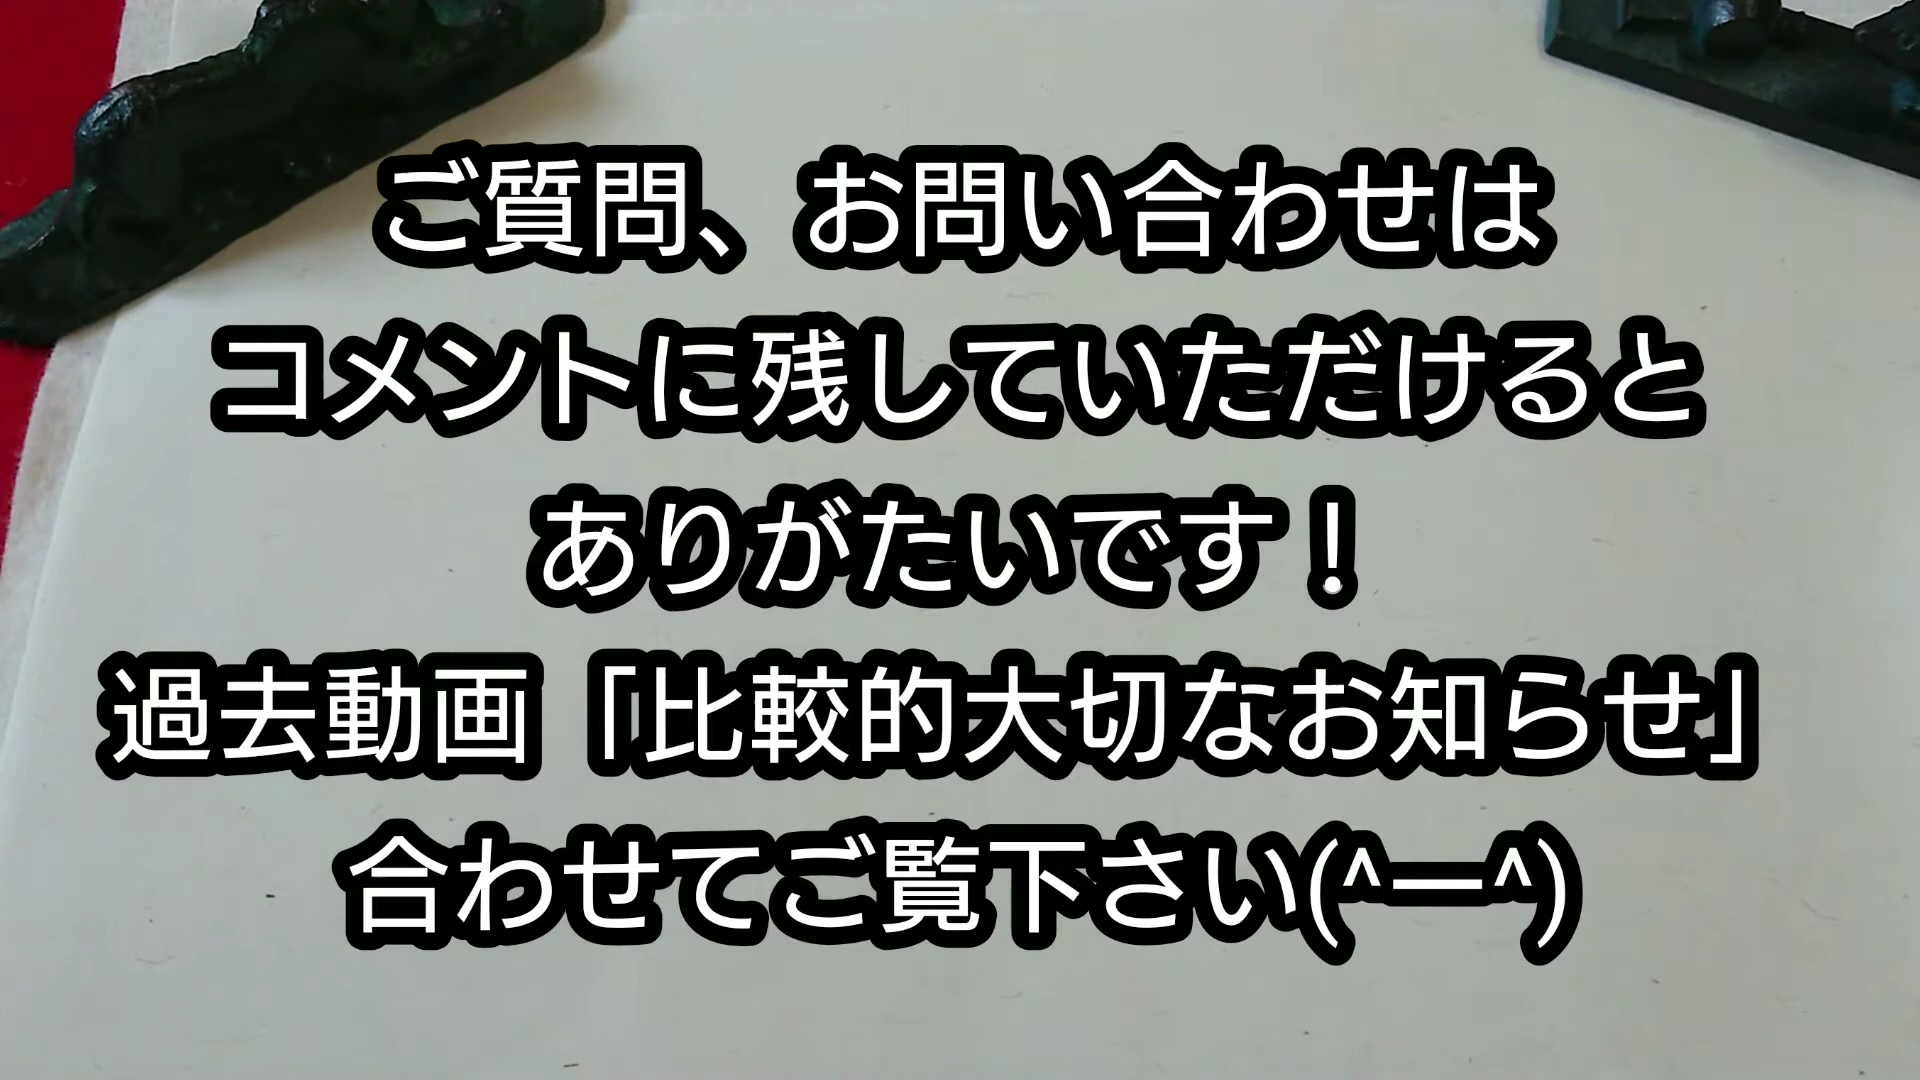 ご質問、お問い合わせは
コメントに残していただけると
ありがたいです！
過去動画「比較的大切なお知らせ」
合わせてご覧下さい(^ー^)